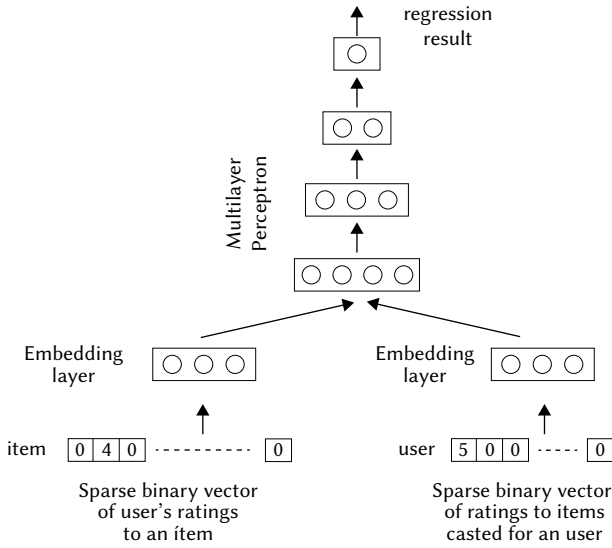 regression
result
Multilayer
Perceptron
Embedding
layer
Embedding
layer
item 0 4 0 0
user 5 0 0 0
Sparse binary vector
of user's ratings
to an ítem
Sparse binary vector
of ratings to items
casted for an user